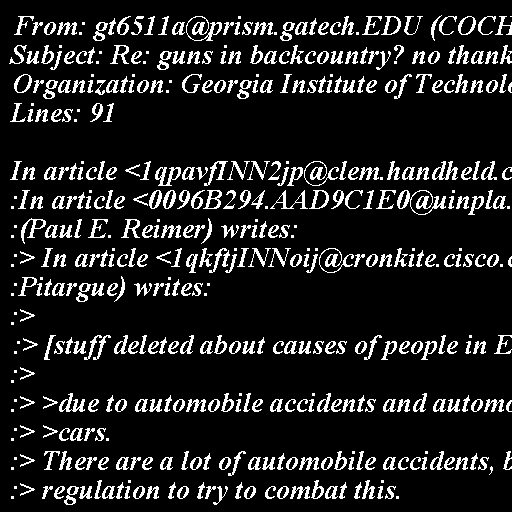 From: gt6511a@prism.gatech.EDU (COCH
Subject: Re: guns in backcountry? no thank
Organization: Georgia Institute of Technolo
Lines: 91

In article <1qpavfINN2jp@clem.handheld.c
:In article <0096B294.AAD9C1E0@uinpla.
:(Paul E. Reimer) writes:
:> In article <1qkftjINNoij@cronkite.cisco.c
:Pitargue) writes:
:>
:> [stuff deleted about causes of people in E
:>
:> >due to automobile accidents and automo
:> >cars.
:> There are a lot of automobile accidents, b
:> regulation to try to combat this.